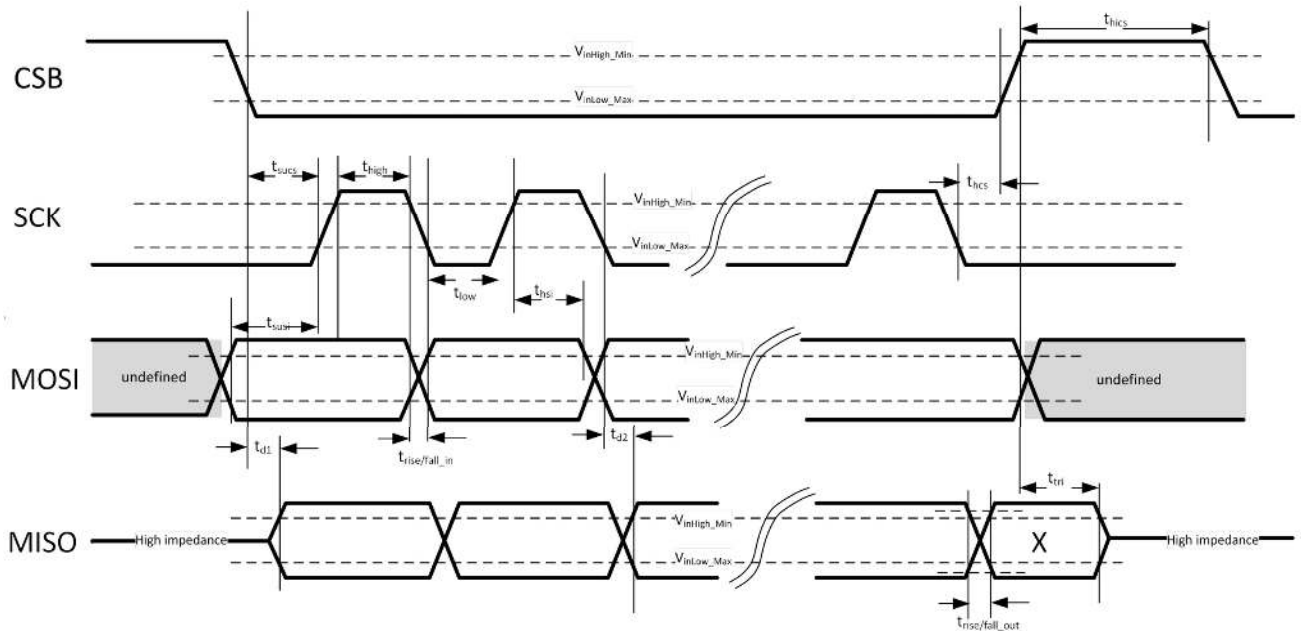 t_hics
V_inHigh_Min
CSB
V_inLow_Max
t_sucs
t_high
t_hcs
V_inHigh_Min
SCK
V_inLow_Max
t_low
t_hsi
t_susi
V_inHigh_Min
MOSI
undefined
undefined
V_inLow_Max
t_d1
t_rise/fall_in
t_d2
t_tri
V_inHigh_Min
MISO
High impedance
X
High impedance
V_inLow_Max
t_rise/fall_out